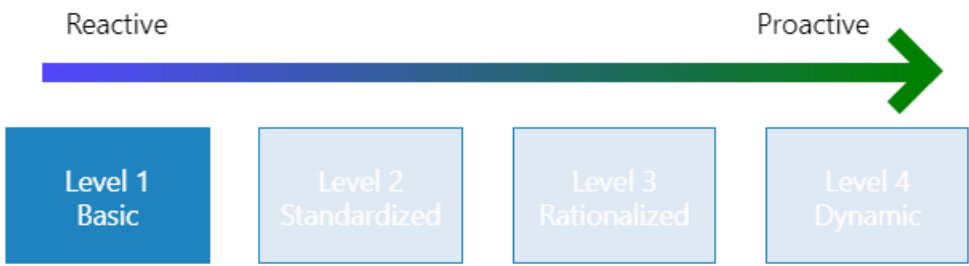 Reactive
Proactive
Level 1
Basic
Level 2
Standardized
Level 3
Rationalized
Level 4
Dynamic